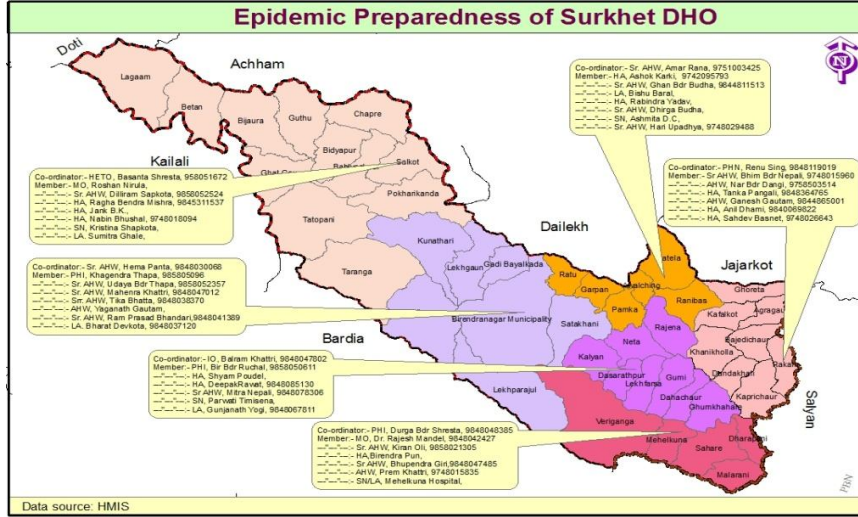 Epidemic Preparedness of Surkhet DHO
Doti
Achham
Kailali
Dailekh
Jajarkot
Bardia
Salyan
Lagaam
Betan
Bijaura
Guthu
Chapre
Bidyapur
Solkot
Pokharikanda
Tatopani
Taranga
Kunathari
Lekhgaun
Gadi Bayalkada
Birendranagar Municipality
Satakhani
Lekhparajul
Ratu
Garpan
Pamka
Ranibas
Rajena
Neta
Kalyan
Dasarathpur
Lekhfarsa
Gumi
Dahachaur
Ghumkhahare
Ghoreta
Kafalkot
Agragau
Bajedichaur
Khanikholla
Dandakhali
Kaprichaur
Veriganga
Mehelkuna
Sahare
Dharapani
Malarani
Co-ordinator:- Sr. AHW, Amar Rana, 9751003425
Member:- HA, Ashok Karki, 9742095793
---"---"---:- Sr. AHW, Ghan Bdr Budha, 9844811513
---"---"---:- LA, Bishu Baral,
---"---"---:- HA, Rabindra Yadav,
---"---"---:- Sr. AHW, Dhirga Budha,
---"---"---:- SN, Ashmita D.C,
---"---"---:- Sr. AHW, Hari Upadhya, 9748029488
Co-ordinator:- PHN, Renu Sing, 9848119019
Member:- Sr AHW, Bhim Bdr Nepali, 9748015960
---"---"---:- AHW, Nar Bdr Dangi, 9758503514
---"---"---:- HA, Tanka Pangali, 9848364765
---"---"---:- AHW, Ganesh Gautam, 9844865001
---"---"---:- HA, Anil Dhami, 9840069822
---"---"---:- HA, Sahdev Basnet, 9748026643
Co-ordinator:- HETO, Basanta Shresta, 958051672
Member:- MO, Roshan Nirula,
---"---"---:- Sr. AHW, Dilliram Sapkota, 9858052524
---"---"---:- HA, Ragha Bendra Mishra, 9845311537
---"---"---:- HA, Jank B.K.,
---"---"---:- HA, Nabin Bhushal, 9748018094
---"---"---:- SN, Kristina Shapkota,
---"---"---:- LA. Sumitra Ghale,
Co-ordinator:- Sr. AHW, Hema Panta, 9848030068
Member:- PHI, Khagendra Thapa, 985805096
---"---"---:- Sr. AHW, Udaya Bdr Thapa, 9858052357
---"---"---:- Sr. AHW, Mahenra Khattri, 9848047012
---"---"---:- Srr. AHW, Tika Bhatta, 9848038370
---"---"---:- AHW, Yaganath Gautam,
---"---"---:- Sr. AHW, Ram Prasad Bhandari,9848041389
---"---"---:- LA. Bharat Devkota, 9848037120
Co-ordinator:- IO, Balram Khattri, 9848047802
Member:- PHI, Bir Bdr Ruchal, 9858050611
---"---"---:- HA, Shyam Poudel,
---"---"---:- HA, DeepakRawat, 9848085130
---"---"---:- Sr AHW, Mitra Nepali, 9848078306
---"---"---:- SN, Parwati Timisena,
---"---"---:- LA, Gunjanath Yogi, 9848067811
Co-ordinator:- PHI, Durga Bdr Shresta, 9848048385
Member:- MO, Dr. Rajesh Mandel, 9848042427
---"---"---:- Sr. AHW, Kiran Oli, 9858021305
---"---"---:- HA,Birendra Pun,
---"---"---:- Sr AHW, Bhupendra Giri,9848047485
---"---"---:- AHW, Prem Khattri, 9748015835
---"---"---:- SN/LA, Mehelkuna Hospital,
N
PBN
Data source: HMIS